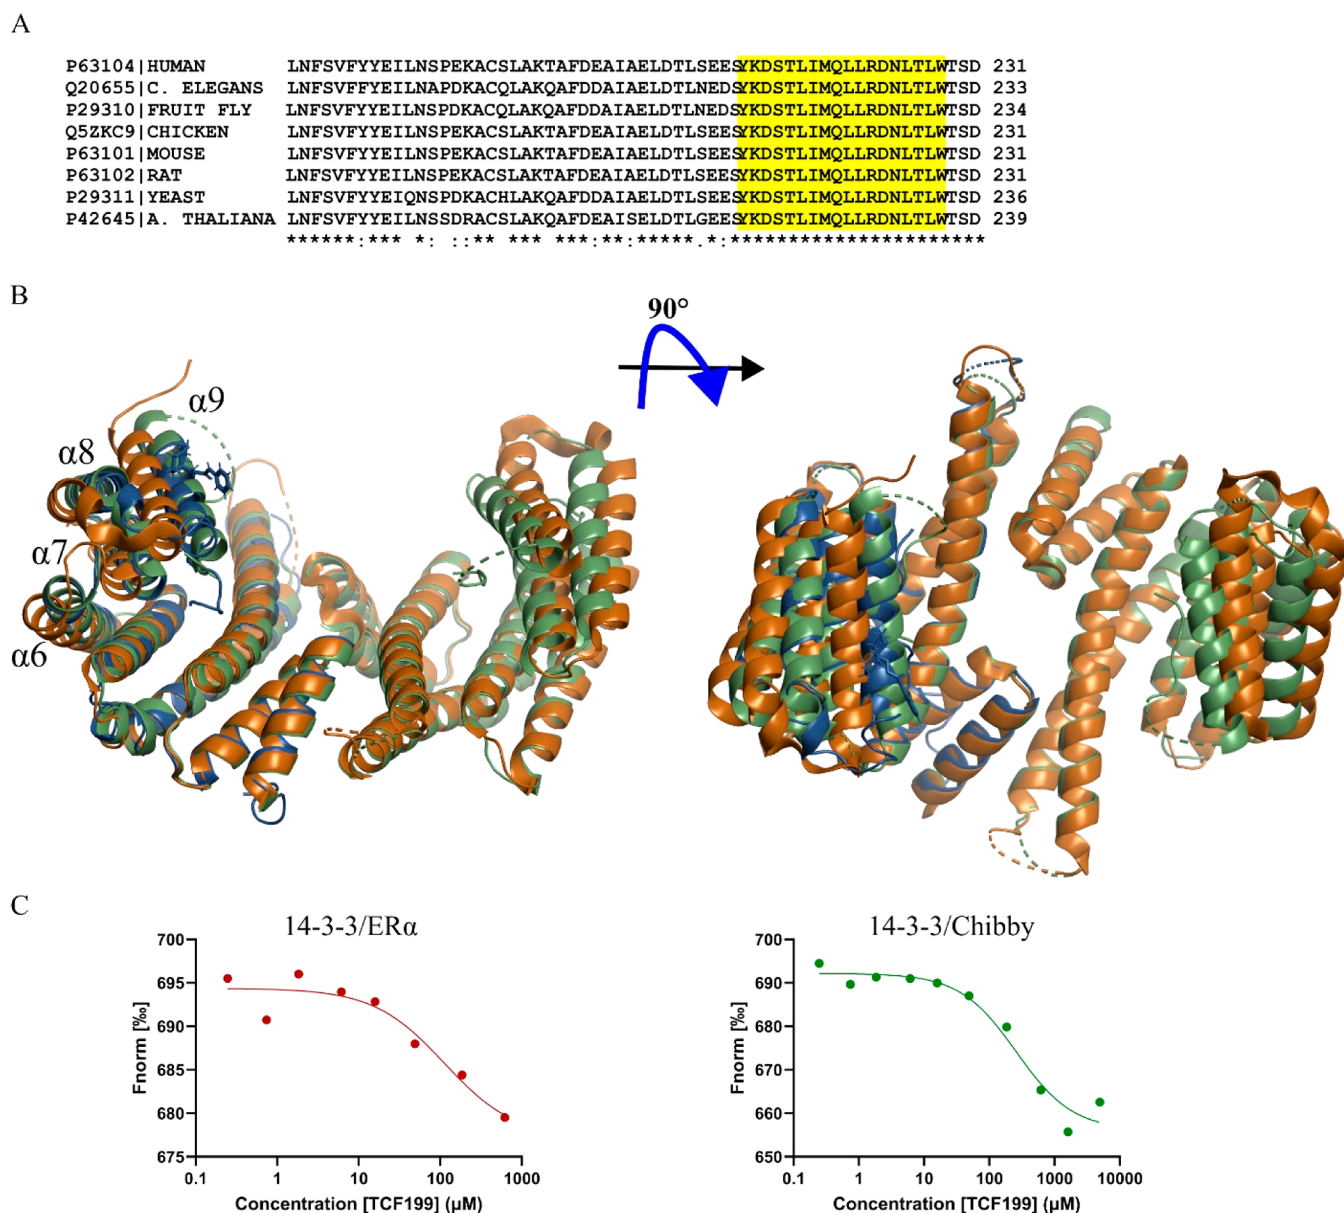 A
P63104|HUMAN LNFSVFYYEILNSPEKACSLAKTAFDEAIAELDTLSEESYKDSTLIMQLLRDNLTLWTSD 231
Q20655|C. ELEGANS LNFSVFFYEILNAPDKACQLAKQAFDDAIAELDTLNEDSYKDSTLIMQLLRDNLTLWTSD 233
P29310|FRUIT FLY LNFSVFYYEILNSPDKACQLAKQAFDDAIAELDTLNEDSYKDSTLIMQLLRDNLTLWTSD 234
Q5ZKC9|CHICKEN LNFSVFYYEILNSPEKACSLAKTAFDEAIAELDTLSEESYKDSTLIMQLLRDNLTLWTSD 231
P63101|MOUSE LNFSVFYYEILNSPEKACSLAKTAFDEAIAELDTLSEESYKDSTLIMQLLRDNLTLWTSD 231
P63102|RAT LNFSVFYYEILNSPEKACSLAKTAFDEAIAELDTLSEESYKDSTLIMQLLRDNLTLWTSD 231
P29311|YEAST LNFSVFYYEIQNSPDKACHLAKQAFDDAIAELDTLSEESYKDSTLIMQLLRDNLTLWTSD 236
P42645|A. THALIANA LNFSVFYYEILNSSDRACSLAKQAFDEAISELDTLGEESYKDSTLIMQLLRDNLTLWTSD 239
******:*** *: ::** *** ***:**:*****.*:**********************
B
90°
α9
α8
α7
α6
C
14-3-3/ERα
14-3-3/Chibby
700
695
690
685
680
675
Fnorm [‰]
0.1 1 10 100 1000
Concentration [TCF199] (μM)
700
690
680
670
660
650
Fnorm [‰]
0.1 1 10 100 1000 10000
Concentration [TCF199] (μM)